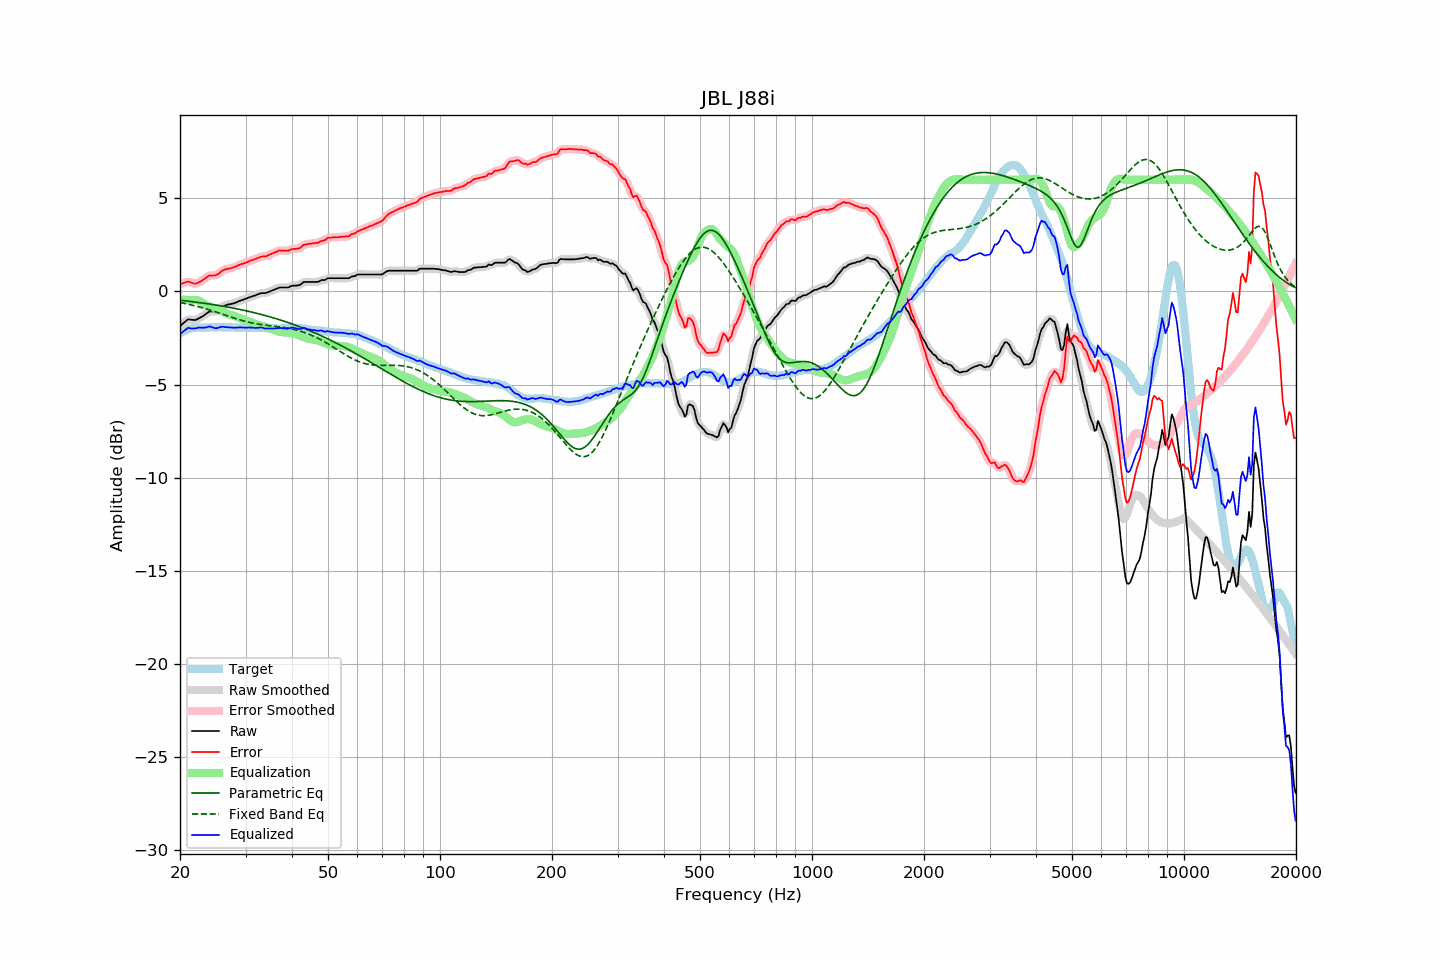 JBL J88i
Amplitude (dBr)
5
0
−5
−10
−15
−20
−25
−30
Target
Raw Smoothed
Error Smoothed
Raw
Error
Equalization
Parametric Eq
Fixed Band Eq
Equalized
20 50 100 200 500 1000 2000 5000 10000 20000
Frequency (Hz)